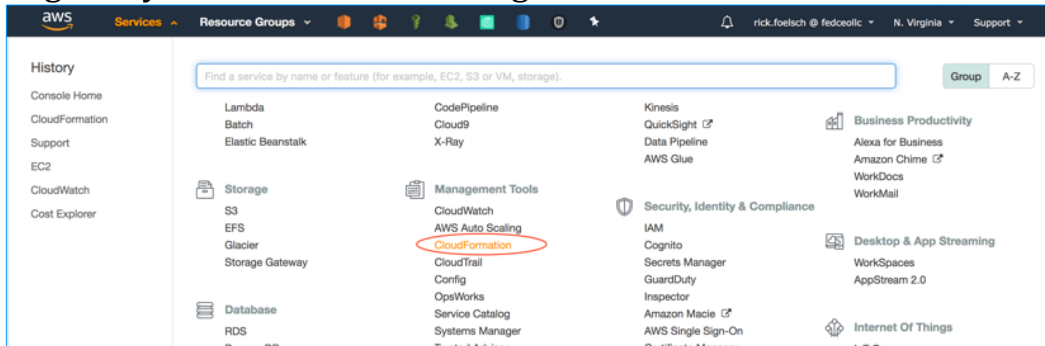 aws
Services
Resource Groups
rick.foelsch @ fedceollc
N. Virginia
Support
History
Console Home
CloudFormation
Support
EC2
CloudWatch
Cost Explorer
Find a service by name or feature (for example, EC2, S3 or VM, storage).
Group
A-Z
Lambda
Batch
Elastic Beanstalk
Storage
S3
EFS
Glacier
Storage Gateway
Database
RDS
CodePipeline
Cloud9
X-Ray
Management Tools
CloudWatch
AWS Auto Scaling
CloudFormation
CloudTrail
Config
OpsWorks
Service Catalog
Systems Manager
Kinesis
QuickSight
Data Pipeline
AWS Glue
Security, Identity & Compliance
IAM
Cognito
Secrets Manager
GuardDuty
Inspector
Amazon Macie
AWS Single Sign-On
Business Productivity
Alexa for Business
Amazon Chime
WorkDocs
WorkMail
Desktop & App Streaming
WorkSpaces
AppStream 2.0
Internet Of Things